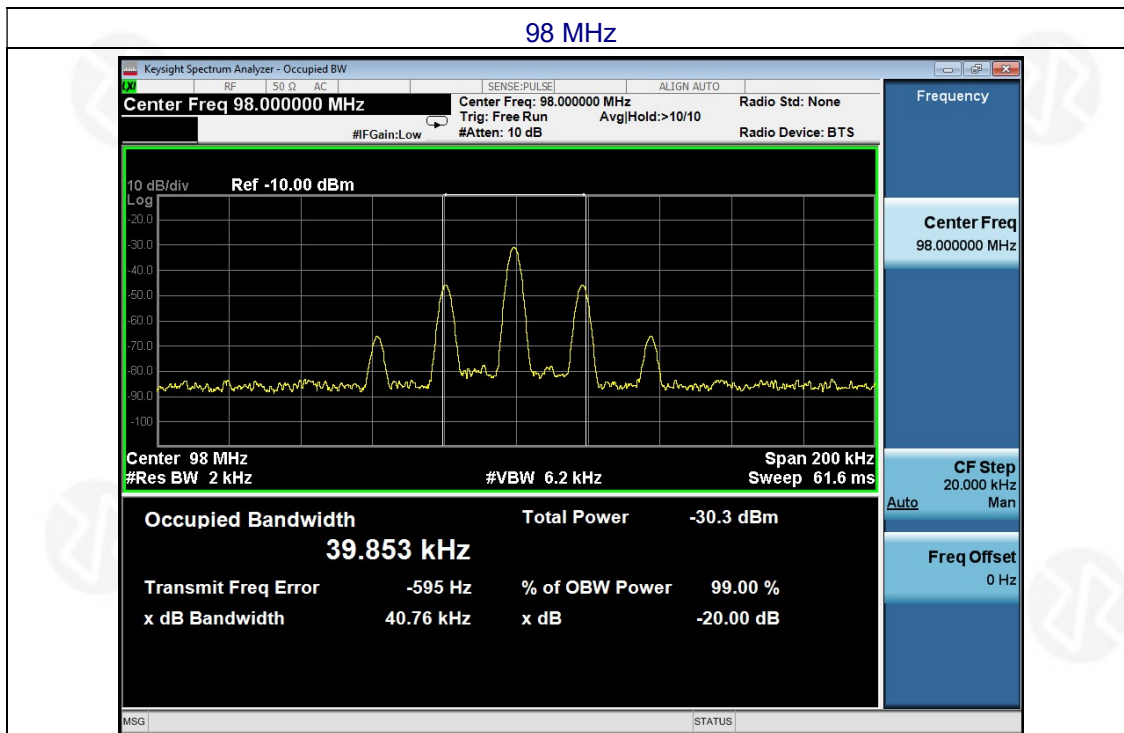 98 MHz
Keysight Spectrum Analyzer - Occupied BW
LXI RF 50 Ω AC SENSE:PULSE ALIGN AUTO
Center Freq 98.000000 MHz
Center Freq: 98.000000 MHz Radio Std: None
Trig: Free Run Avg|Hold:>10/10
#IFGain:Low #Atten: 10 dB Radio Device: BTS
10 dB/div Ref -10.00 dBm
Log
-20.0
-30.0
-40.0
-50.0
-60.0
-70.0
-80.0
-90.0
-100
Center 98 MHz Span 200 kHz
#Res BW 2 kHz #VBW 6.2 kHz Sweep 61.6 ms
Occupied Bandwidth Total Power -30.3 dBm
39.853 kHz
Transmit Freq Error -595 Hz % of OBW Power 99.00 %
x dB Bandwidth 40.76 kHz x dB -20.00 dB
MSG STATUS
Frequency
Center Freq
98.000000 MHz
CF Step
20.000 kHz
Auto Man
Freq Offset
0 Hz